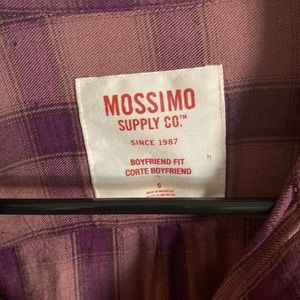 MOSSIMO
SUPPLY CO.™
SINCE 1987
BOYFRIEND FIT
CORTE BOYFRIEND
S